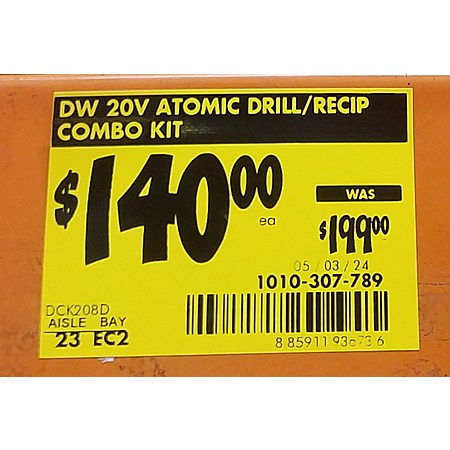 DW 20V ATOMIC DRILL/RECIP
COMBO KIT
$140.00
ea
WAS
$199.00
05/03/24
1010-307-789
DCK208D
AISLE BAY
23 EC2